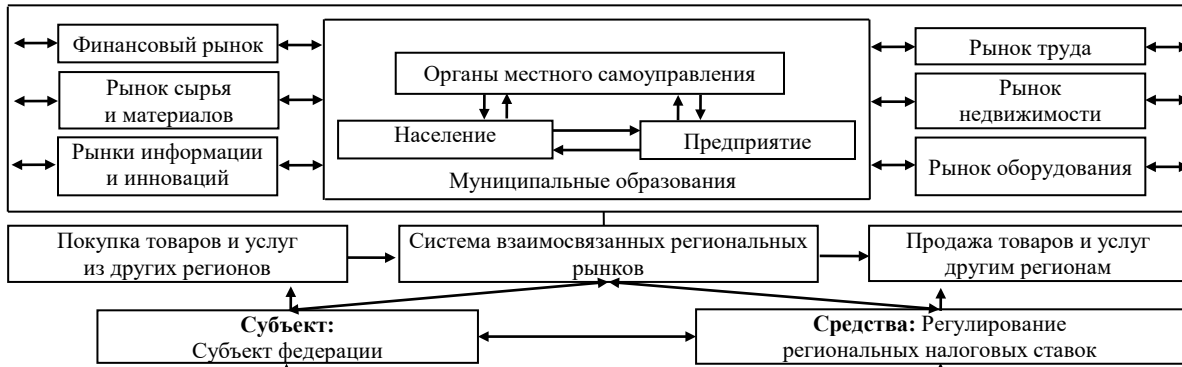 Финансовый рынок
Рынок сырья
и материалов
Рынки информации
и инноваций
Органы местного самоуправления
Население
Предприятие
Муниципальные образования
Рынок труда
Рынок
недвижимости
Рынок оборудования
Покупка товаров и услуг
из других регионов
Система взаимосвязанных региональных
рынков
Продажа товаров и услуг
другим регионам
Субъект:
Субъект федерации
Средства: Регулирование
региональных налоговых ставок